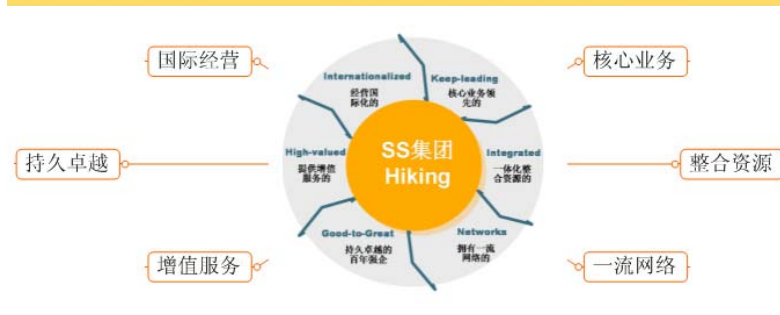 国际经营
核心业务
Internationalized
经营国
际化的
Keep-leading
核心业务领
先的
持久卓越
High-valued
提供增值
服务的
SS集团
Hiking
Integrated
一体化整
合资源的
整合资源
Good-to-Great
持久卓越的
百年强企
Networks
拥有一流
网络的
增值服务
一流网络